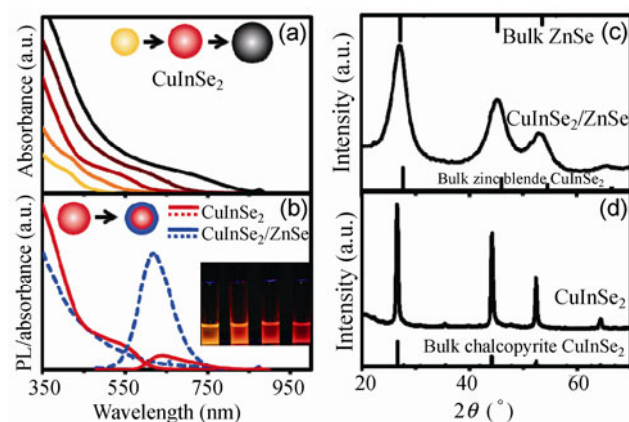 (a)
CuInSe2
Absorbance (a.u.)
(b)
CuInSe2
CuInSe2/ZnSe
PL/absorbance (a.u.)
350 550 750 950
Wavelength (nm)
(c)
Bulk ZnSe
CuInSe2/ZnSe
Bulk zinc blende CuInSe2
Intensity (a.u.)
(d)
CuInSe2
Bulk chalcopyrite CuInSe2
Intensity (a.u.)
20 40 60
2θ (°)